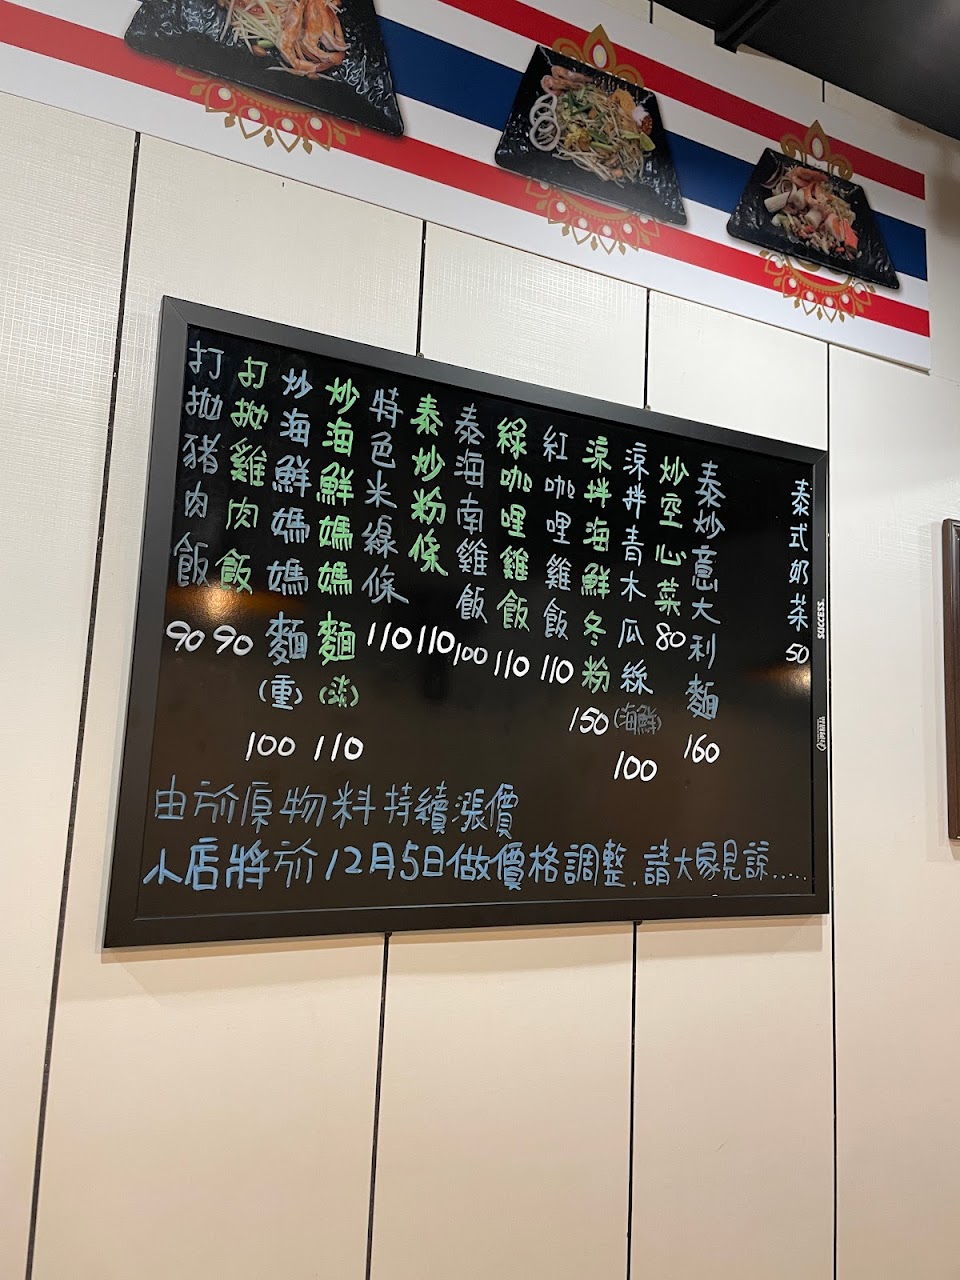 打拋豬肉飯 90
打拋雞肉飯 90
炒海鮮媽媽麵(重) 100
炒海鮮媽媽麵(淡) 110
特色米線條 110
泰炒粉條 110
泰海南雞飯 100
綠咖哩雞飯 110
紅咖哩雞飯 110
涼拌海鮮冬粉 150
涼拌青木瓜絲(海鮮) 100
炒空心菜 80
泰炒意大利麵 160
泰式奶茶 50
由於原物料持續漲價
小店將於12月5日做價格調整.請大家見諒.....
SUCCESS.